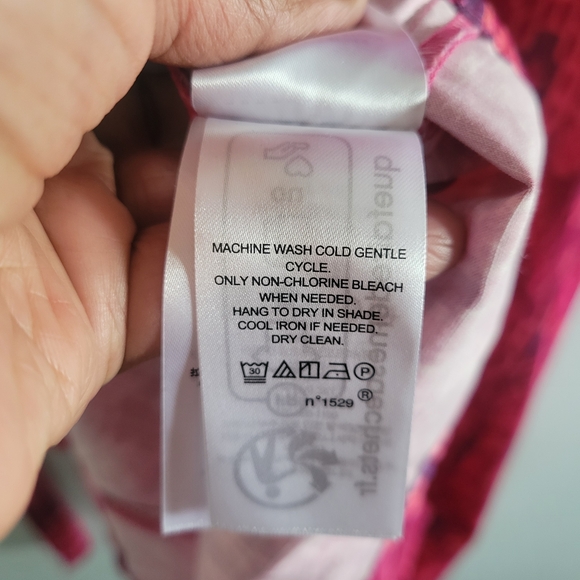 MACHINE WASH COLD GENTLE
CYCLE.
ONLY NON-CHLORINE BLEACH
WHEN NEEDED.
HANG TO DRY IN SHADE.
COOL IRON IF NEEDED.
DRY CLEAN.
30 P
n°1529 ®